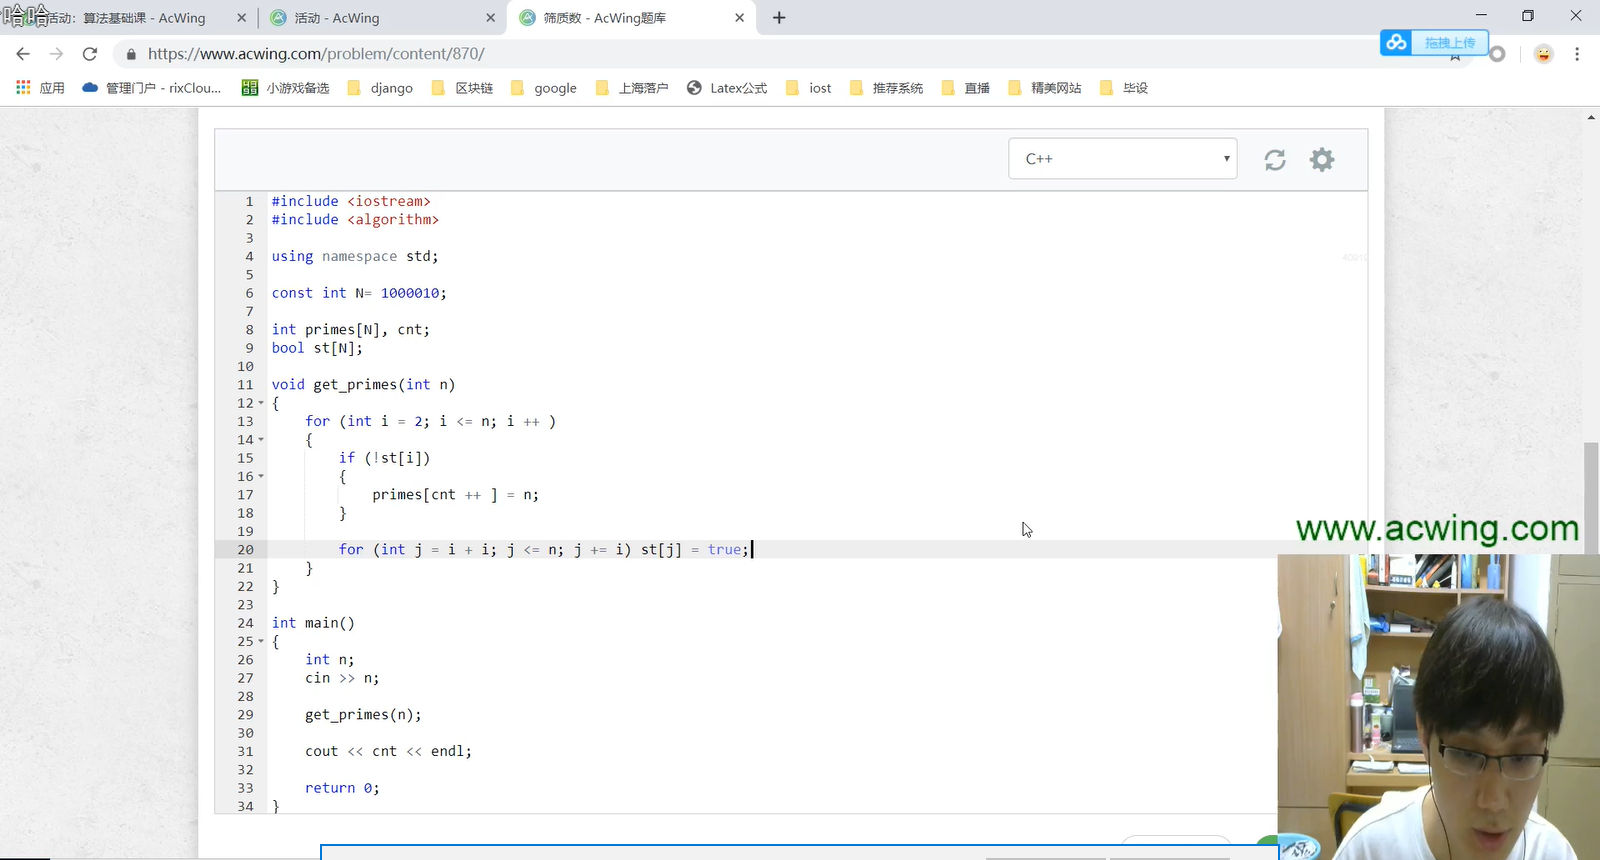 哈哈
活动：算法基础课 - AcWing
活动 - AcWing
筛质数 - AcWing题库
https://www.acwing.com/problem/content/870/
拖拽上传
应用
管理门户 - rixClou...
小游戏备选
django
区块链
google
上海落户
Latex公式
iost
推荐系统
直播
精美网站
毕设
C++
1 #include <iostream>
2 #include <algorithm>
3
4 using namespace std;
5
6 const int N= 1000010;
7
8 int primes[N], cnt;
9 bool st[N];
10
11 void get_primes(int n)
12 {
13     for (int i = 2; i <= n; i ++ )
14     {
15         if (!st[i])
16         {
17             primes[cnt ++ ] = n;
18         }
19
20         for (int j = i + i; j <= n; j += i) st[j] = true;
21     }
22 }
23
24 int main()
25 {
26     int n;
27     cin >> n;
28
29     get_primes(n);
30
31     cout << cnt << endl;
32
33     return 0;
34 }
www.acwing.com